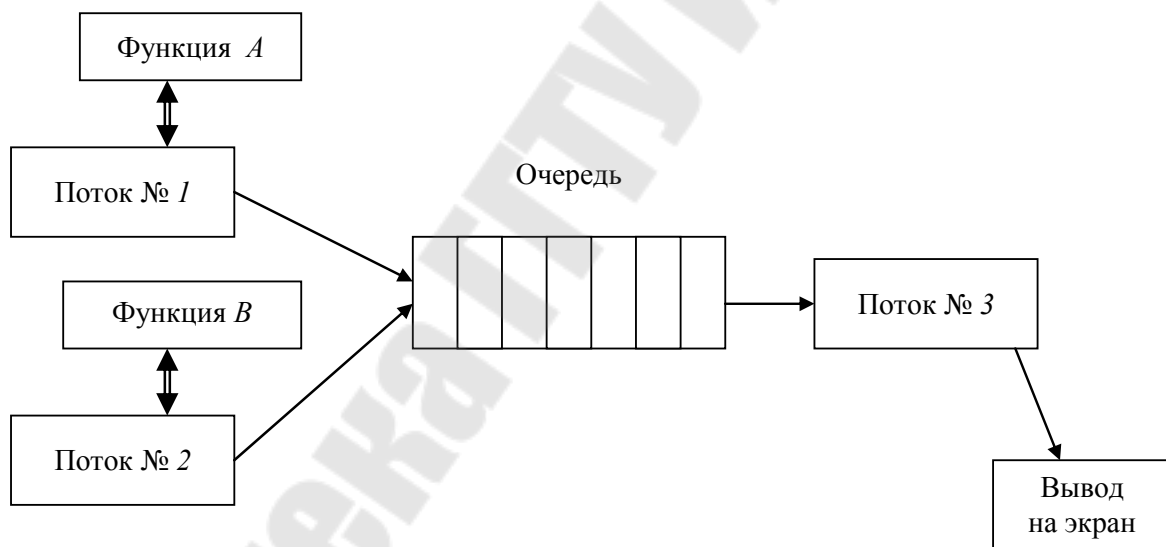 Функция A
Поток № 1
Очередь
Функция B
Поток № 3
Поток № 2
Вывод
на экран